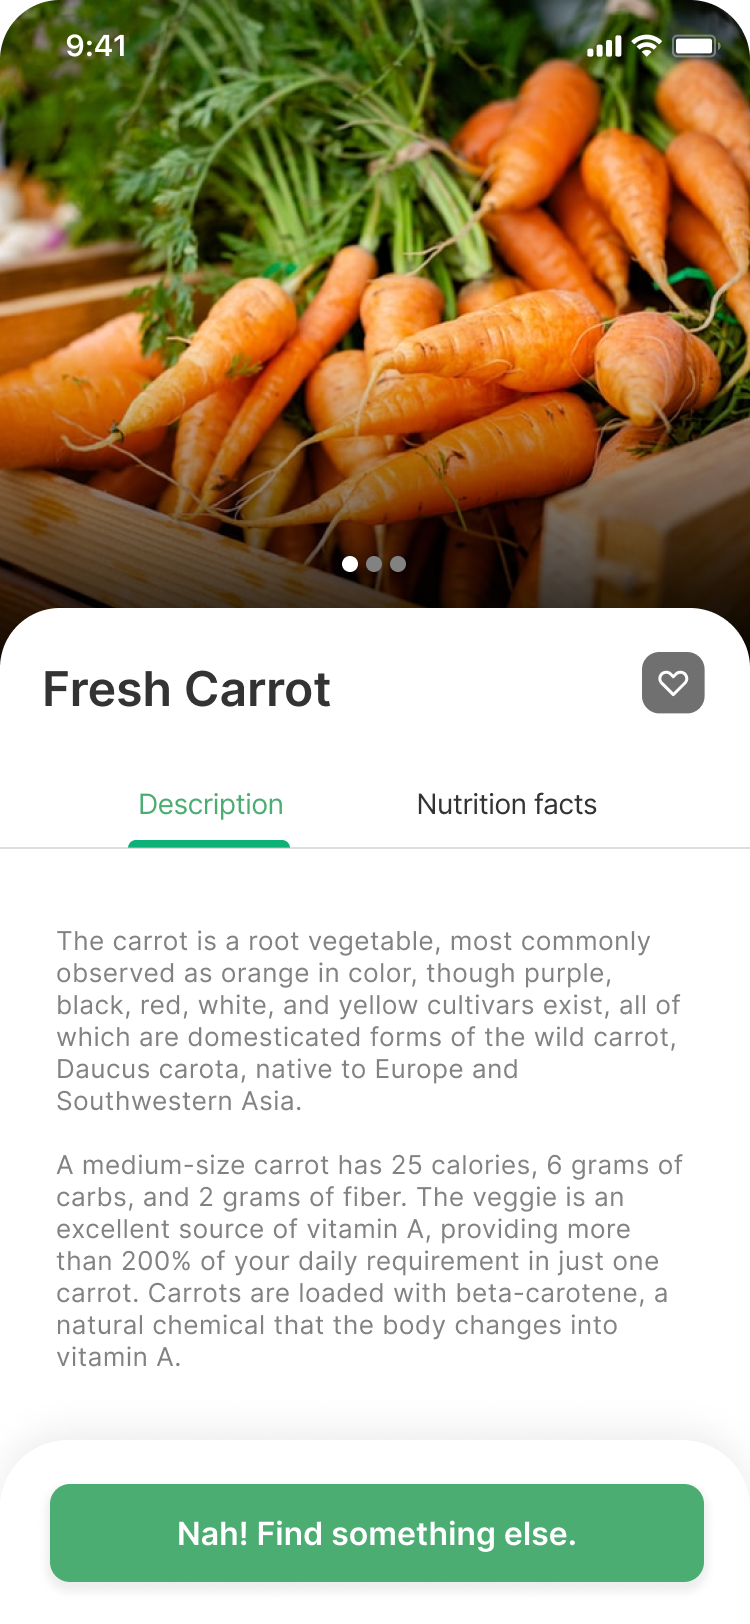 9:41
Fresh Carrot
Description
Nutrition facts
The carrot is a root vegetable, most commonly
observed as orange in color, though purple,
black, red, white, and yellow cultivars exist, all of
which are domesticated forms of the wild carrot,
Daucus carota, native to Europe and
Southwestern Asia.
A medium-size carrot has 25 calories, 6 grams of
carbs, and 2 grams of fiber. The veggie is an
excellent source of vitamin A, providing more
than 200% of your daily requirement in just one
carrot. Carrots are loaded with beta-carotene, a
natural chemical that the body changes into
vitamin A.
Nah! Find something else.